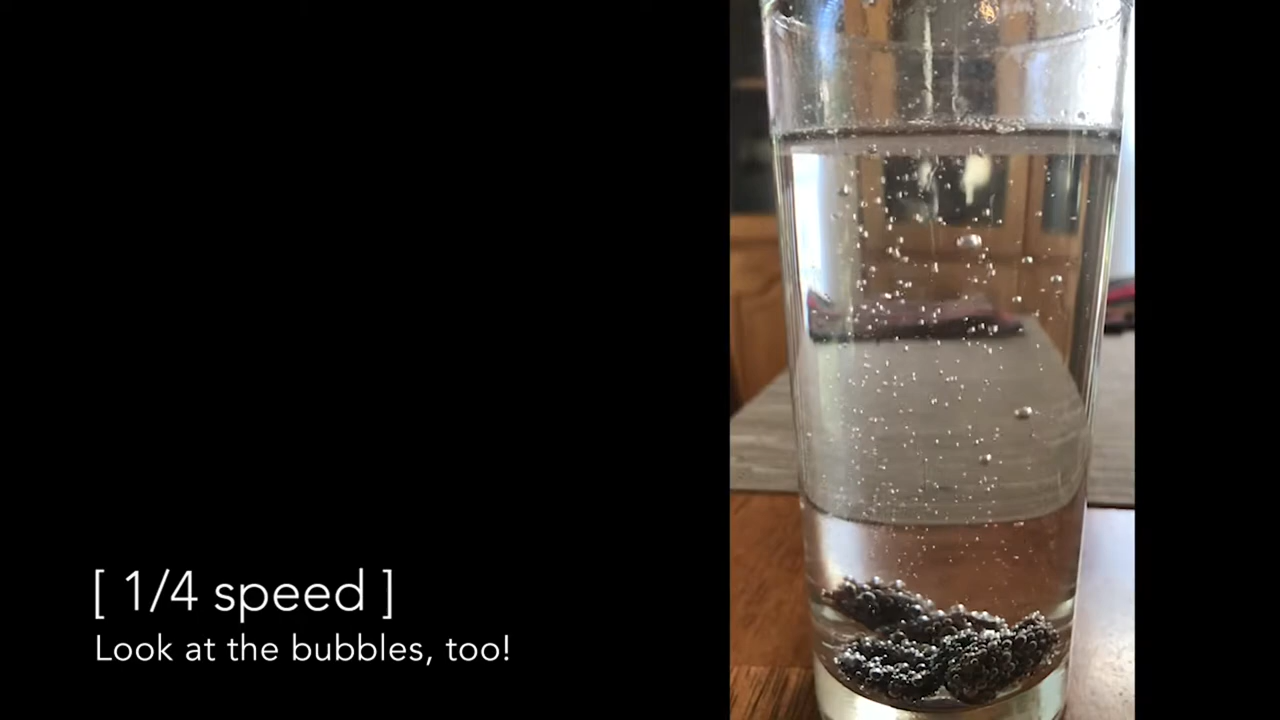 [ 1/4 speed ]
Look at the bubbles, too!